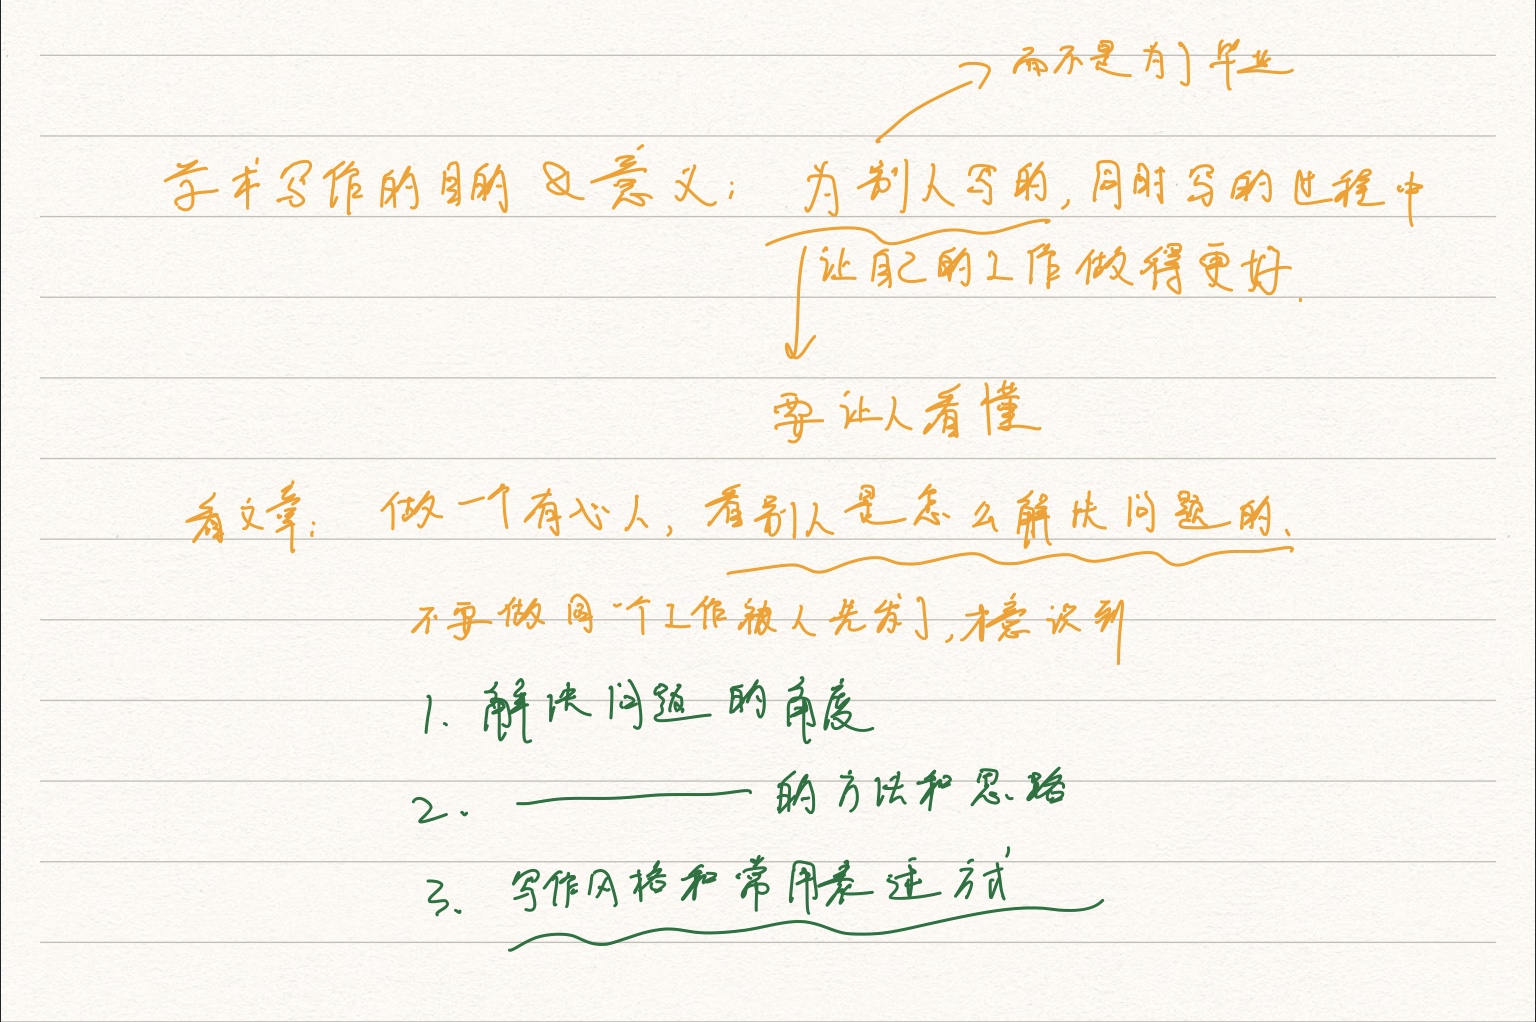 而不是为了毕业
学术写作的目的 & 意义: 为别人写的,同时写的过程中
让自己的工作做得更好.
要让人看懂
看文章: 做一个有心人,看别人是怎么解决问题的、
不要做同一个工作被人先发了,才意识到
1. 解决问题的角度
2. ———— 的方法和思路
3. 写作风格和常用表述方式